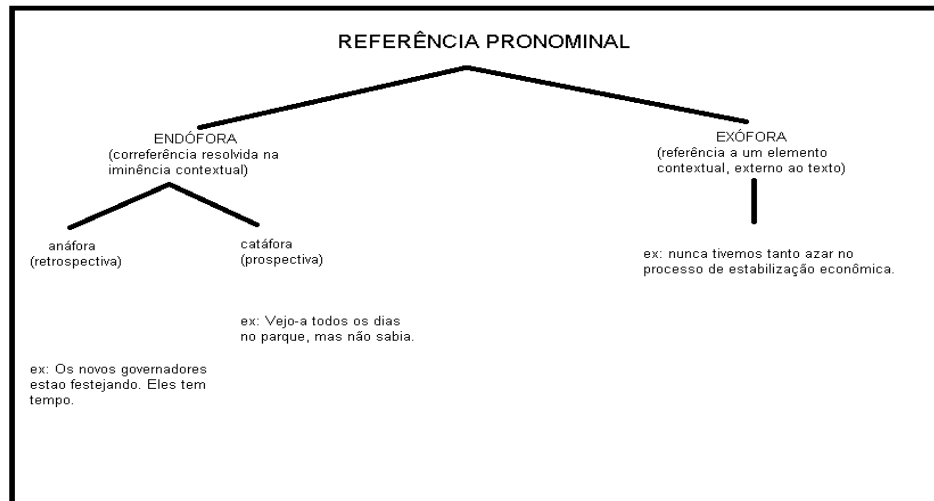 REFERÊNCIA PRONOMINAL
ENDÓFORA
(correferência resolvida na
iminência contextual)
EXÓFORA
(referência a um elemento
contextual, externo ao texto)
anáfora
(retrospectiva)
catáfora
(prospectiva)
ex: nunca tivemos tanto azar no
processo de estabilização econômica.
ex: Vejo-a todos os dias
no parque, mas não sabia.
ex: Os novos governadores
estao festejando. Eles tem
tempo.